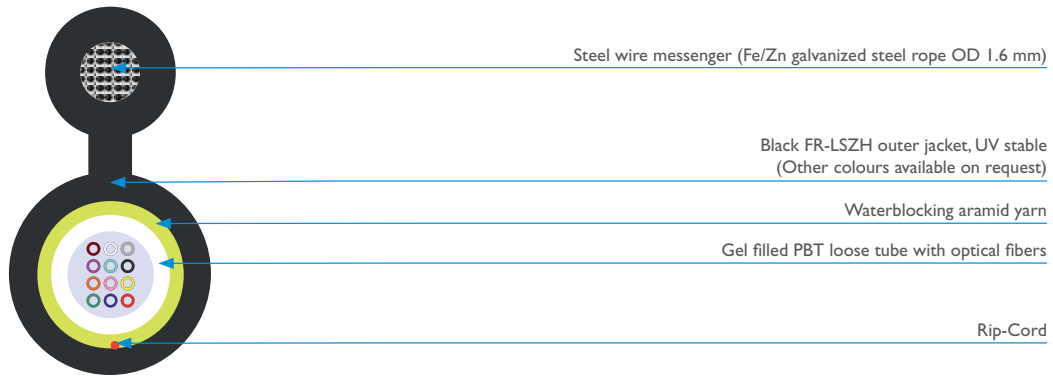 Steel wire messenger (Fe/Zn galvanized steel rope OD 1.6 mm)
Black FR-LSZH outer jacket, UV stable
(Other colours available on request)
Waterblocking aramid yarn
Gel filled PBT loose tube with optical fibers
Rip-Cord